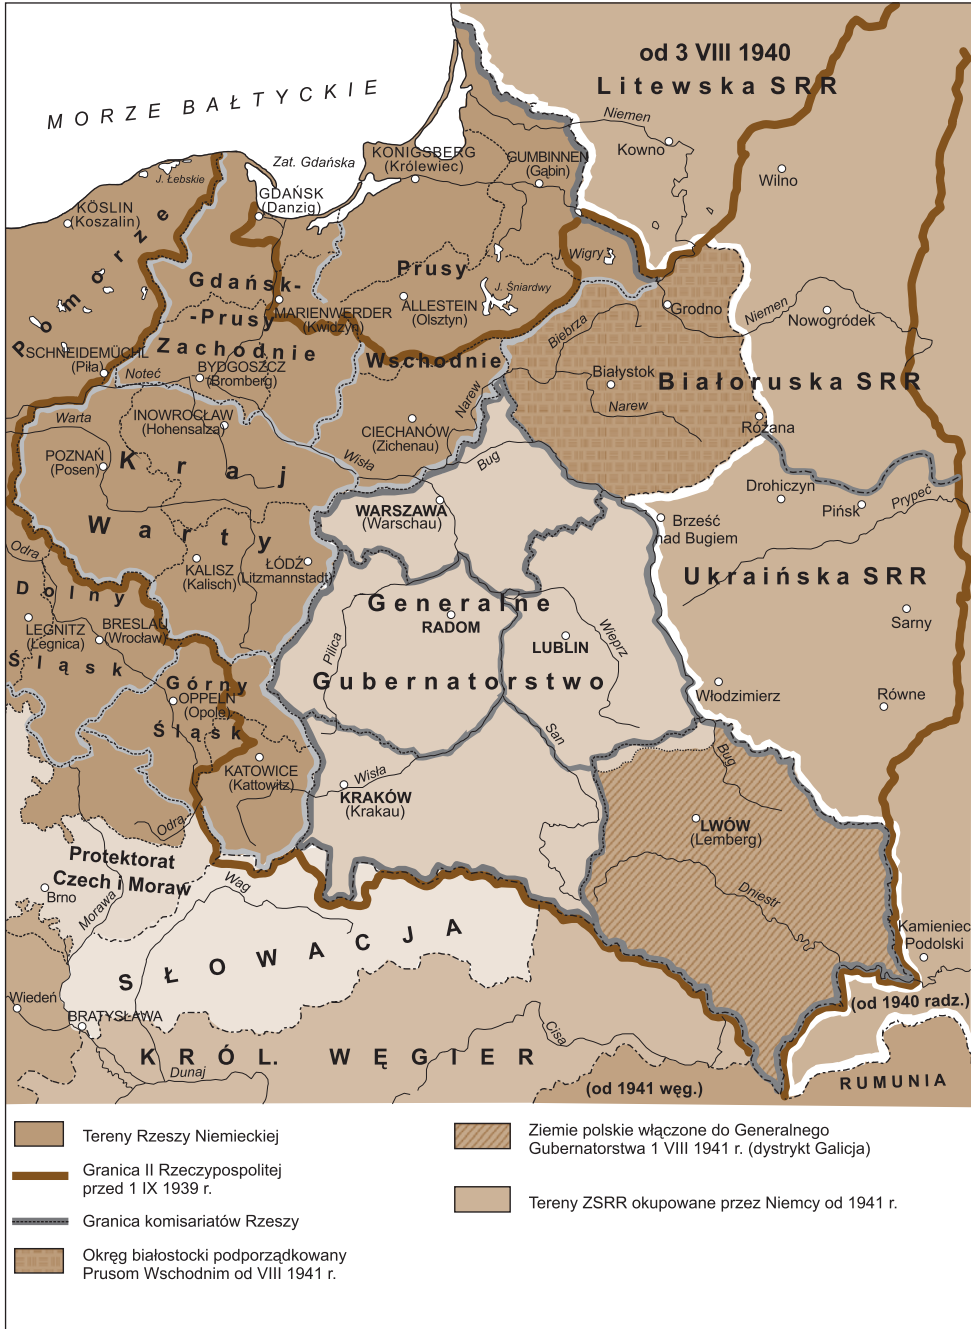 od 3 VIII 1940
Litewska SRR
MORZE BAŁTYCKIE
Niemen
Kowno
Zat. Gdańska
KONIGSBERG
(Królewiec)
GUMBINNEN
(Gąbin)
J. Łebskie
Wilno
GDAŃSK
(Danzig)
KÖSLIN
(Koszalin)
Pomorze
J. Wigry
Prusy
Gdańsk-
J. Śniardwy
ALLESTEIN
(Olsztyn)
Grodno
Niemen
Nowogródek
MARIENWERDER
(Kwidzyn)
-Prusy
Zachodnie
Biebrza
SCHNEIDEMÜCHL
(Piła)
Noteć
BYDGOSZCZ
(Bromberg)
Wschodnie
Białystok
Białoruska SRR
Narew
Narew
Warta
INOWROCŁAW
(Hohensalza)
CIECHANÓW
(Zichenau)
Różana
POZNAŃ
(Posen)
Kraj
Wisła
Bug
Drohiczyn
Pińsk
Prypeć
WARSZAWA
(Warschau)
Brześć
nad Bugiem
Warty
Odra
KALISZ
(Kalisch)
ŁÓDŹ
(Litzmannstadt)
Ukraińska SRR
Dolny
Generalne
RADOM
Sarny
LEGNITZ
(Legnica)
BRESLAU
(Wrocław)
Pilica
LUBLIN
Wieprz
Śląsk
Górny
Gubernatorstwo
OPPELN
(Opole)
Włodzimierz
Równe
Śląsk
San
Bug
KATOWICE
(Kattowitz)
Wisła
KRAKÓW
(Krakau)
Odra
LWÓW
(Lemberg)
Protektorat
Czech i Moraw
Wag
Brno
Morawa
Dniestr
SŁOWACJA
Kamieniec
Podolski
Wiedeń
BRATYSŁAWA
(od 1940 radz.)
Cisa
KRÓL. WĘGIER
Dunaj
(od 1941 węg.)
RUMUNIA
Tereny Rzeszy Niemieckiej
Granica II Rzeczypospolitej
przed 1 IX 1939 r.
Granica komisariatów Rzeszy
Okręg białostocki podporządkowany
Prusom Wschodnim od VIII 1941 r.
Ziemie polskie włączone do Generalnego
Gubernatorstwa 1 VIII 1941 r. (dystrykt Galicja)
Tereny ZSRR okupowane przez Niemcy od 1941 r.